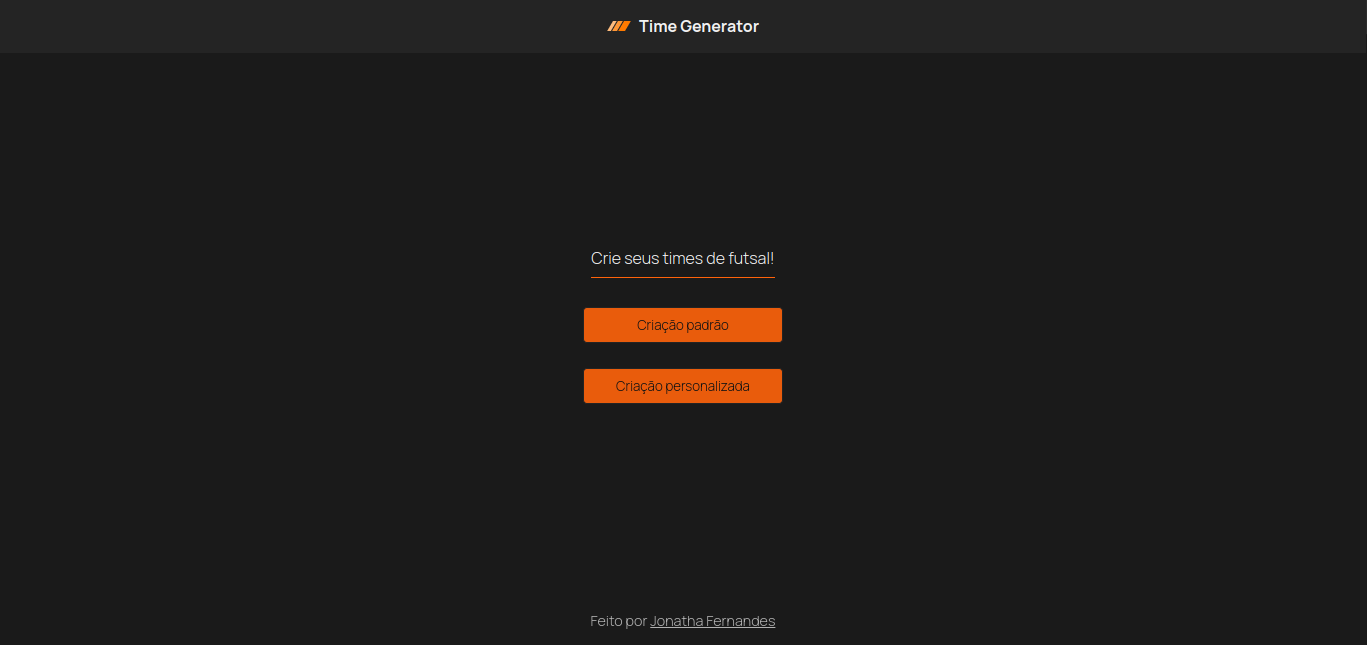 Time Generator
Crie seus times de futsal!
Criação padrão
Criação personalizada
Feito por Jonatha Fernandes